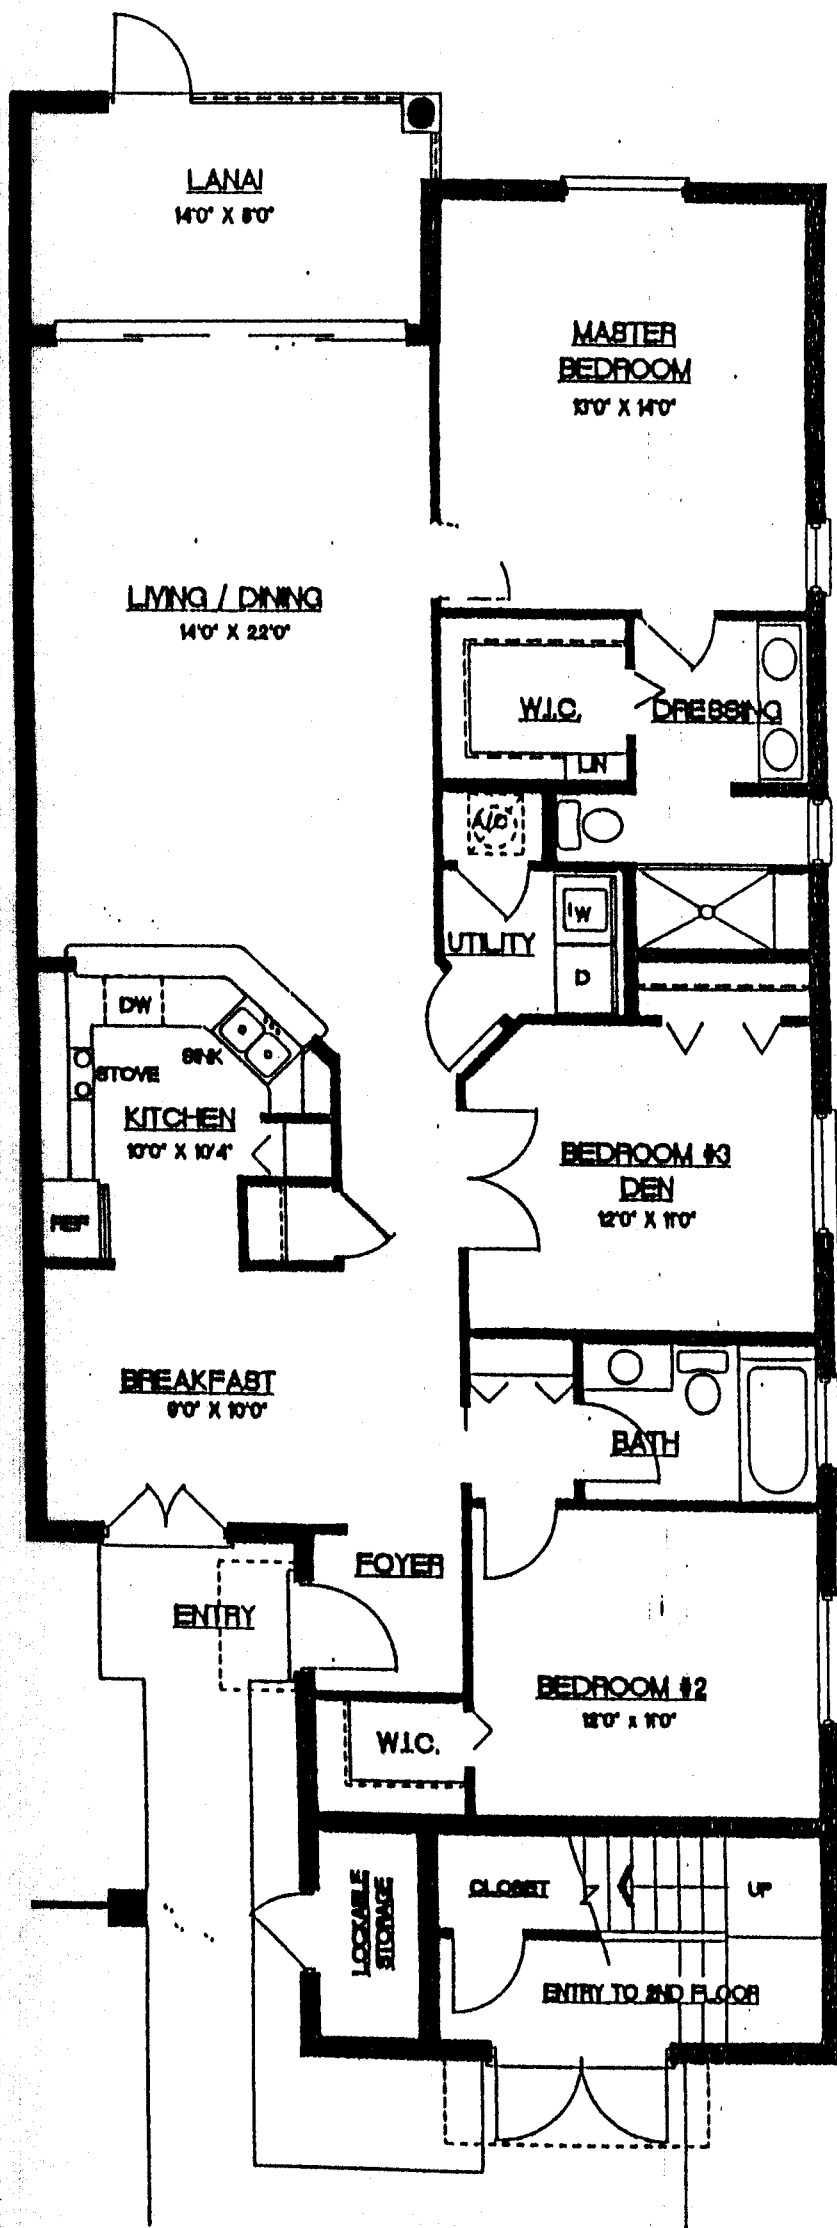 LANAI
14'0" X 8'0"
MASTER
BEDROOM
13'0" X 14'0"
LIVING / DINING
14'0" X 22'0"
W.I.C.
DRESSING
LIN
A/C
W
UTILITY
D
DW
SINK
STOVE
KITCHEN
10'0" X 10'4"
BEDROOM #3
DEN
12'0" X 11'0"
REF
BREAKFAST
9'0" X 10'0"
BATH
FOYER
ENTRY
BEDROOM #2
12'0" x 11'0"
W.I.C.
LOCKABLE
STORAGE
CLOSET
UP
ENTRY TO 2ND FLOOR